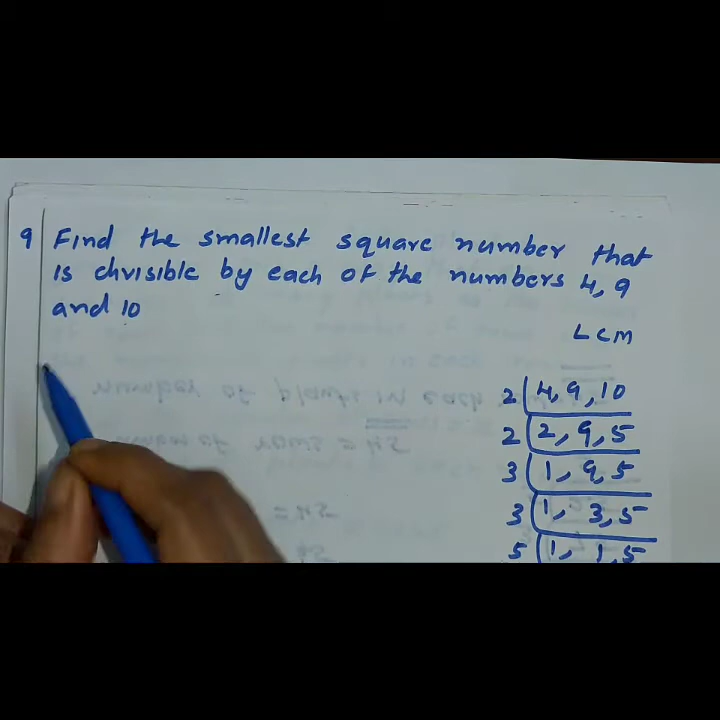 9 Find the smallest square number that
is divisible by each of the numbers 4, 9
and 10
LCM
2 4, 9, 10
2 2, 9, 5
3 1, 9, 5
3 1, 3, 5
5 1, 1, 5